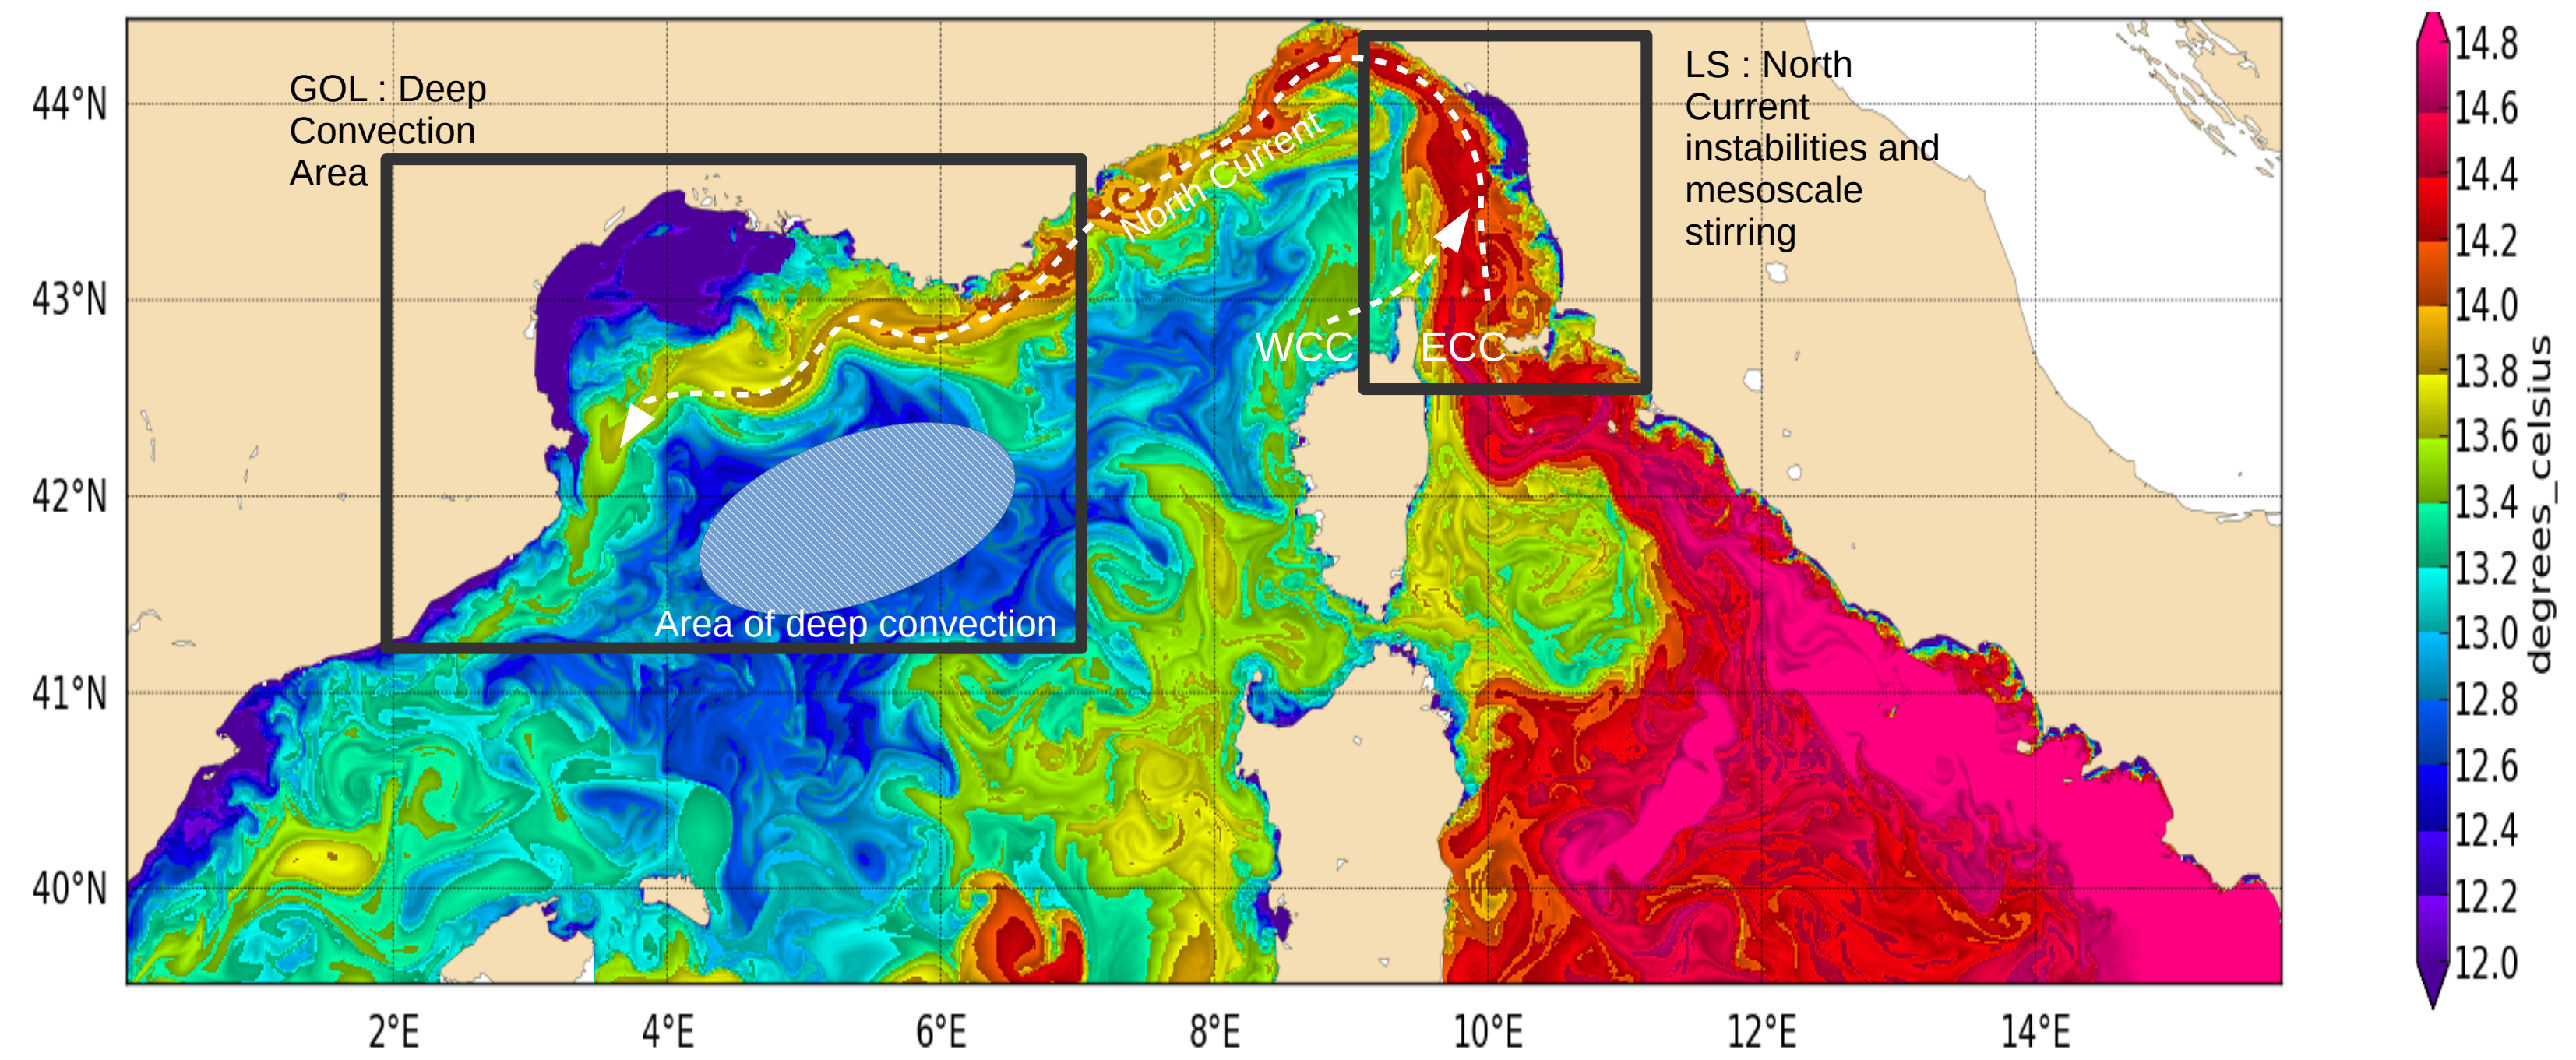 GOL : Deep
Convection
Area
LS : North
Current
instabilities and
mesoscale
stirring
North Current
WCC
ECC
Area of deep convection
44°N
43°N
42°N
41°N
40°N
2°E
4°E
6°E
8°E
10°E
12°E
14°E
14.8
14.6
14.4
14.2
14.0
13.8
13.6
13.4
13.2
13.0
12.8
12.6
12.4
12.2
12.0
degrees_celsius